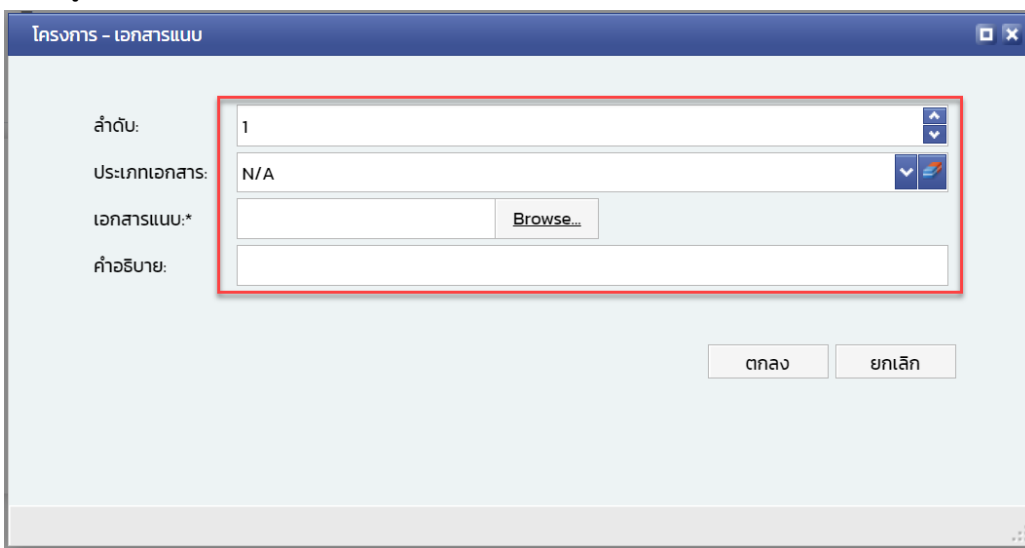 โครงการ - เอกสารแนบ
ลำดับ: 1
ประเภทเอกสาร: N/A
เอกสารแนบ:* Browse...
คำอธิบาย:
ตกลง ยกเลิก